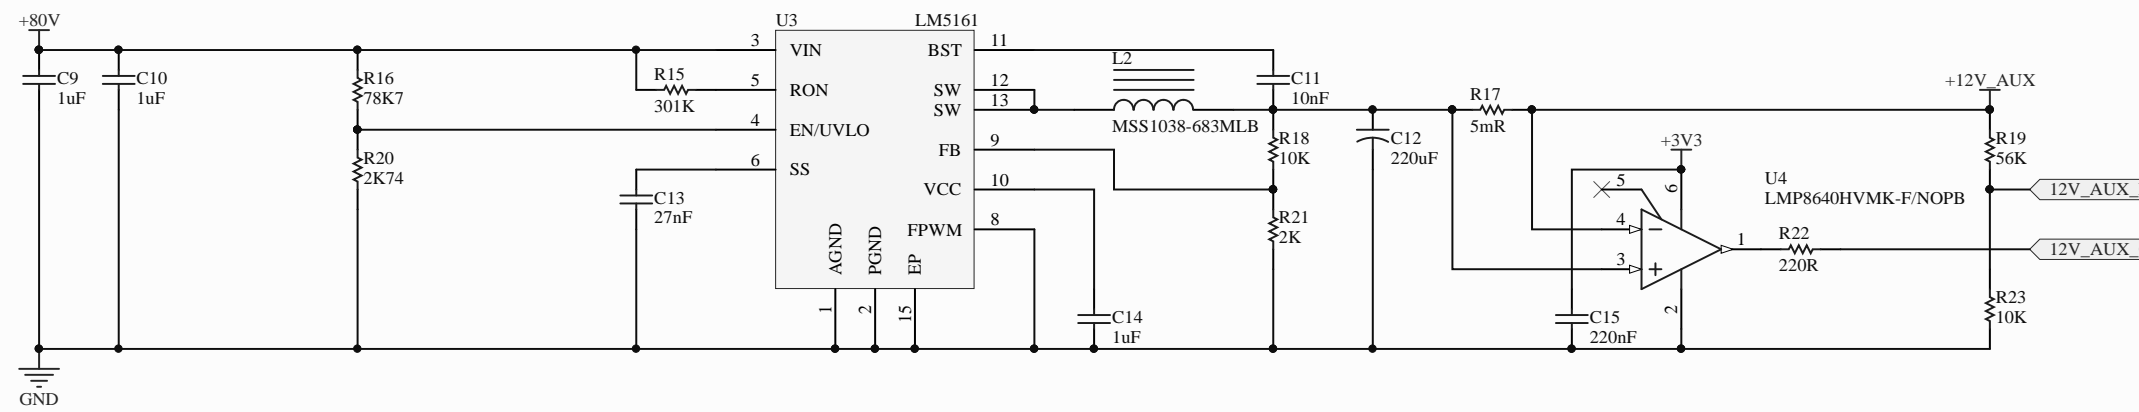 +80V
C9
1uF
C10
1uF
R16
78K7
R20
2K74
R15
301K
C13
27nF
GND
U3
LM5161
3
VIN
5
RON
4
EN/UVLO
6
SS
BST
11
SW
12
SW
13
FB
9
VCC
10
FPWM
8
AGND
PGND
EP
1
2
15
L2
MSS1038-683MLB
C11
10nF
R18
10K
R21
2K
C14
1uF
C12
220uF
R17
5mR
+3V3
C15
220nF
5
6
4
3
2
1
U4
LMP8640HVMK-F/NOPB
R22
220R
+12V_AUX
R19
56K
R23
10K
12V_AUX_
12V_AUX_